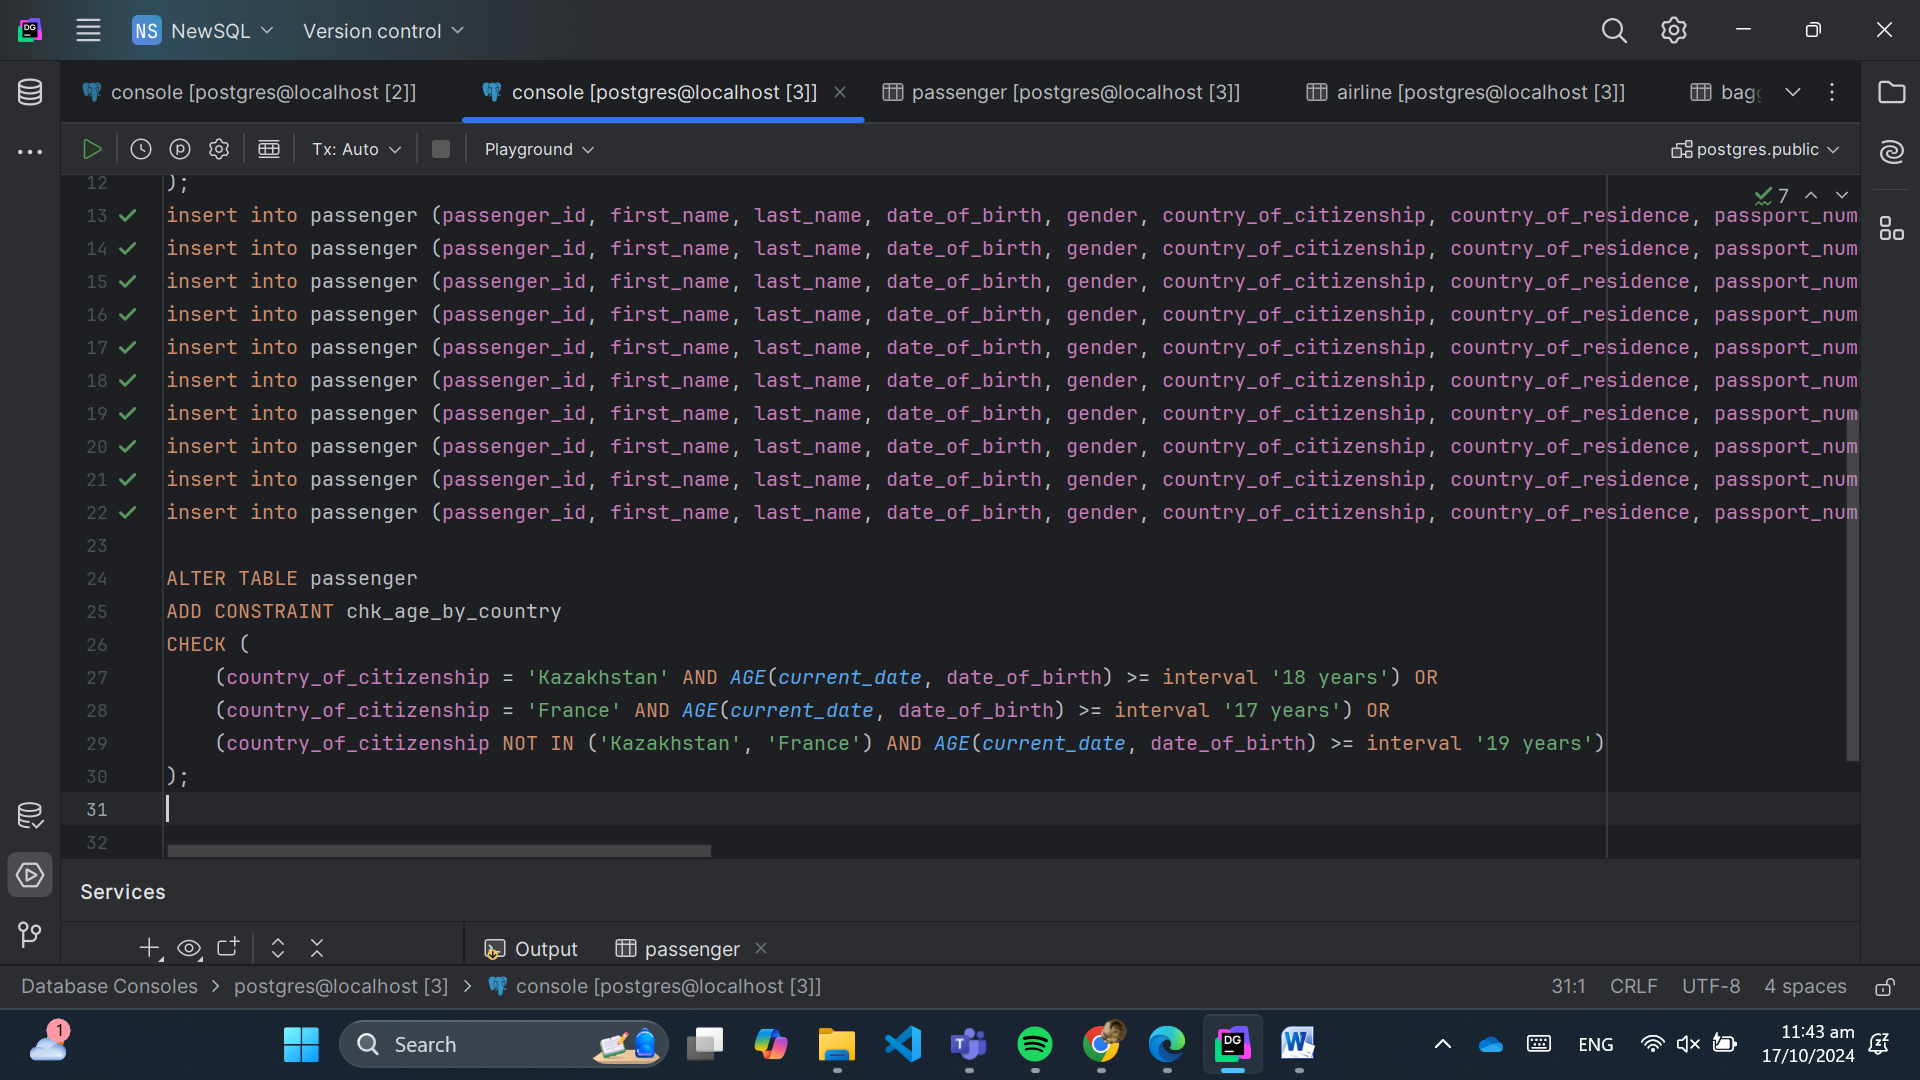 DG
NS NewSQL
Version control
console [postgres@localhost [2]]
console [postgres@localhost [3]]
passenger [postgres@localhost [3]]
airline [postgres@localhost [3]]
bagg
Tx: Auto
Playground
postgres.public
7
12 );
13 insert into passenger (passenger_id, first_name, last_name, date_of_birth, gender, country_of_citizenship, country_of_residence, passport_num
14 insert into passenger (passenger_id, first_name, last_name, date_of_birth, gender, country_of_citizenship, country_of_residence, passport_num
15 insert into passenger (passenger_id, first_name, last_name, date_of_birth, gender, country_of_citizenship, country_of_residence, passport_num
16 insert into passenger (passenger_id, first_name, last_name, date_of_birth, gender, country_of_citizenship, country_of_residence, passport_num
17 insert into passenger (passenger_id, first_name, last_name, date_of_birth, gender, country_of_citizenship, country_of_residence, passport_num
18 insert into passenger (passenger_id, first_name, last_name, date_of_birth, gender, country_of_citizenship, country_of_residence, passport_num
19 insert into passenger (passenger_id, first_name, last_name, date_of_birth, gender, country_of_citizenship, country_of_residence, passport_num
20 insert into passenger (passenger_id, first_name, last_name, date_of_birth, gender, country_of_citizenship, country_of_residence, passport_num
21 insert into passenger (passenger_id, first_name, last_name, date_of_birth, gender, country_of_citizenship, country_of_residence, passport_num
22 insert into passenger (passenger_id, first_name, last_name, date_of_birth, gender, country_of_citizenship, country_of_residence, passport_num
23
24 ALTER TABLE passenger
25 ADD CONSTRAINT chk_age_by_country
26 CHECK (
27 (country_of_citizenship = 'Kazakhstan' AND AGE(current_date, date_of_birth) >= interval '18 years') OR
28 (country_of_citizenship = 'France' AND AGE(current_date, date_of_birth) >= interval '17 years') OR
29 (country_of_citizenship NOT IN ('Kazakhstan', 'France') AND AGE(current_date, date_of_birth) >= interval '19 years')
30 );
31
32
Services
Output
passenger
Database Consoles > postgres@localhost [3] > console [postgres@localhost [3]]
31:1 CRLF UTF-8 4 spaces
1
Search
DG
ENG
11:43 am
17/10/2024